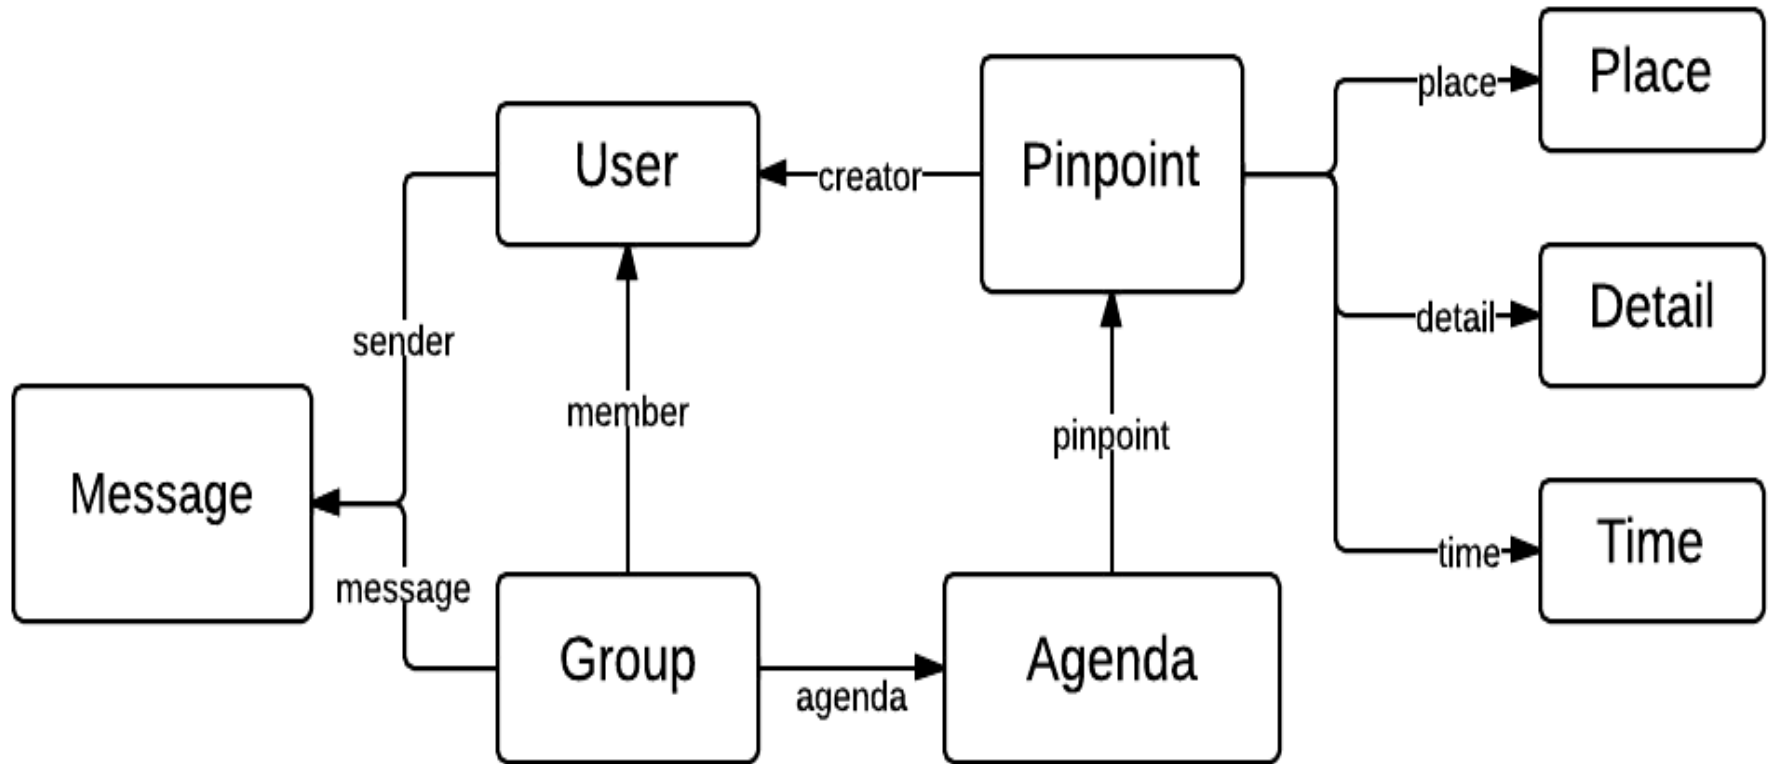 Place
place
User
creator
Pinpoint
Detail
detail
sender
member
pinpoint
Message
Time
time
message
Group
agenda
Agenda